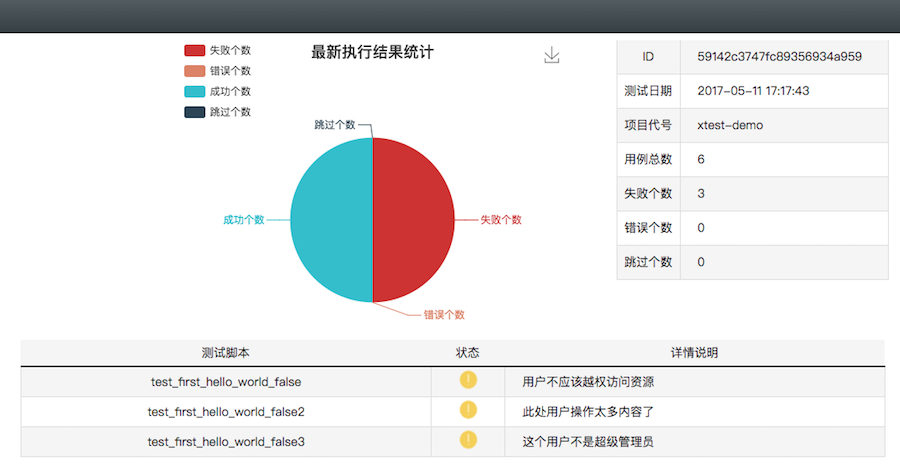 失败个数
错误个数
成功个数
跳过个数
最新执行结果统计
跳过个数
成功个数
失败个数
错误个数
ID 59142c3747fc89356934a959
测试日期 2017-05-11 17:17:43
项目代号 xtest-demo
用例总数 6
失败个数 3
错误个数 0
跳过个数 0
测试脚本 状态 详情说明
test_first_hello_world_false ! 用户不应该越权访问资源
test_first_hello_world_false2 ! 此处用户操作太多内容了
test_first_hello_world_false3 ! 这个用户不是超级管理员